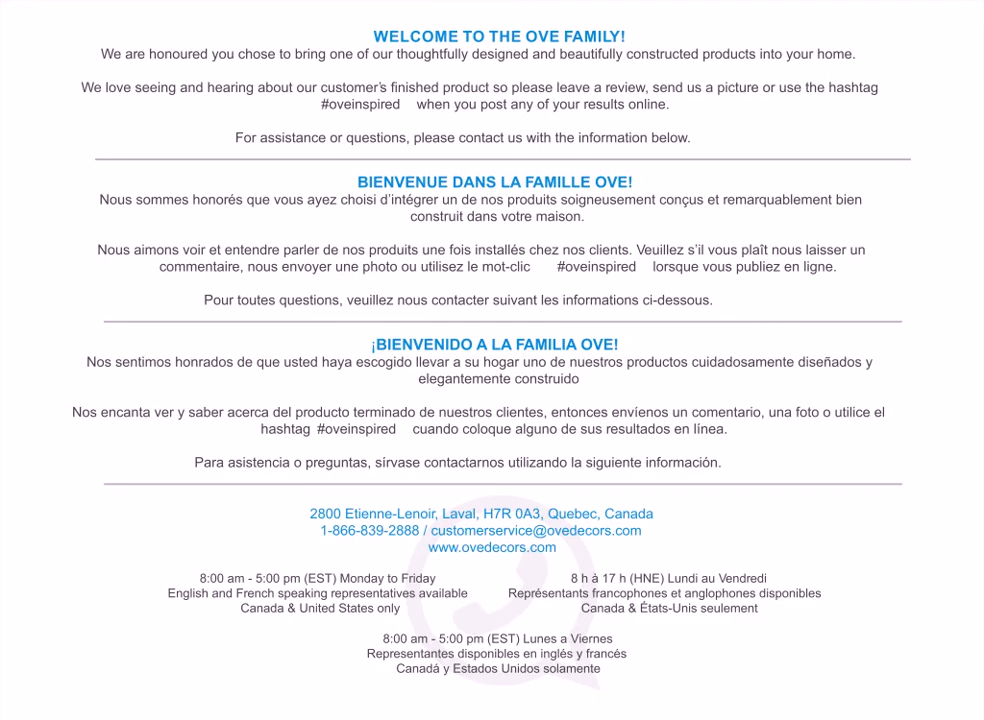 WELCOME TO THE OVE FAMILY!
We are honoured you chose to bring one of our thoughtfully designed and beautifully constructed products into your home.
We love seeing and hearing about our customer's finished product so please leave a review, send us a picture or use the hashtag
#oveinspired when you post any of your results online.
For assistance or questions, please contact us with the information below.
BIENVENUE DANS LA FAMILLE OVE!
Nous sommes honorés que vous ayez choisi d'intégrer un de nos produits soigneusement conçus et remarquablement bien
construit dans votre maison.
Nous aimons voir et entendre parler de nos produits une fois installés chez nos clients. Veuillez s'il vous plaît nous laisser un
commentaire, nous envoyer une photo ou utilisez le mot-clic #oveinspired lorsque vous publiez en ligne.
Pour toutes questions, veuillez nous contacter suivant les informations ci-dessous.
¡BIENVENIDO A LA FAMILIA OVE!
Nos sentimos honrados de que usted haya escogido llevar a su hogar uno de nuestros productos cuidadosamente diseñados y
elegantemente construido
Nos encanta ver y saber acerca del producto terminado de nuestros clientes, entonces envíenos un comentario, una foto o utilice el
hashtag #oveinspired cuando coloque alguno de sus resultados en línea.
Para asistencia o preguntas, sírvase contactarnos utilizando la siguiente información.
2800 Etienne-Lenoir, Laval, H7R 0A3, Quebec, Canada
1-866-839-2888 / customerservice@ovedecors.com
www.ovedecors.com
8:00 am - 5:00 pm (EST) Monday to Friday
English and French speaking representatives available
Canada & United States only
8 h à 17 h (HNE) Lundi au Vendredi
Représentants francophones et anglophones disponibles
Canada & États-Unis seulement
8:00 am - 5:00 pm (EST) Lunes a Viernes
Representantes disponibles en inglés y francés
Canadá y Estados Unidos solamente